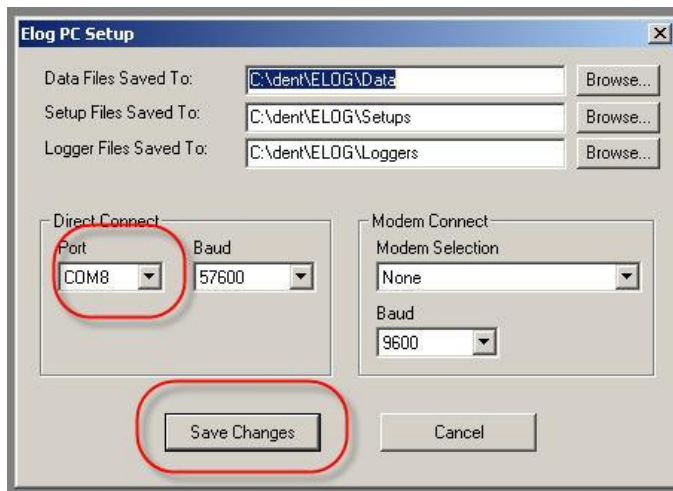 Elog PC Setup
Data Files Saved To: C:\dent\ELOG\Data Browse...
Setup Files Saved To: C:\dent\ELOG\Setups Browse...
Logger Files Saved To: C:\dent\ELOG\Loggers Browse...
Direct Connect Modem Connect
Port Baud Modem Selection
COM8 57600 None
Baud
9600
Save Changes Cancel